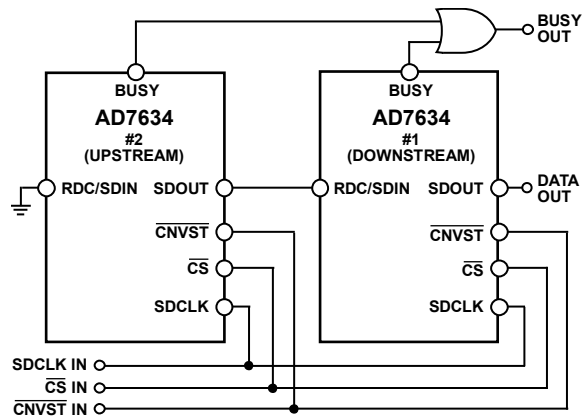 BUSY
OUT
BUSY
BUSY
AD7634
#2
(UPSTREAM)
AD7634
#1
(DOWNSTREAM)
RDC/SDIN
SDOUT
RDC/SDIN
SDOUT
DATA
OUT
CNVST
CNVST
CS
CS
SDCLK
SDCLK
SDCLK IN
CS IN
CNVST IN